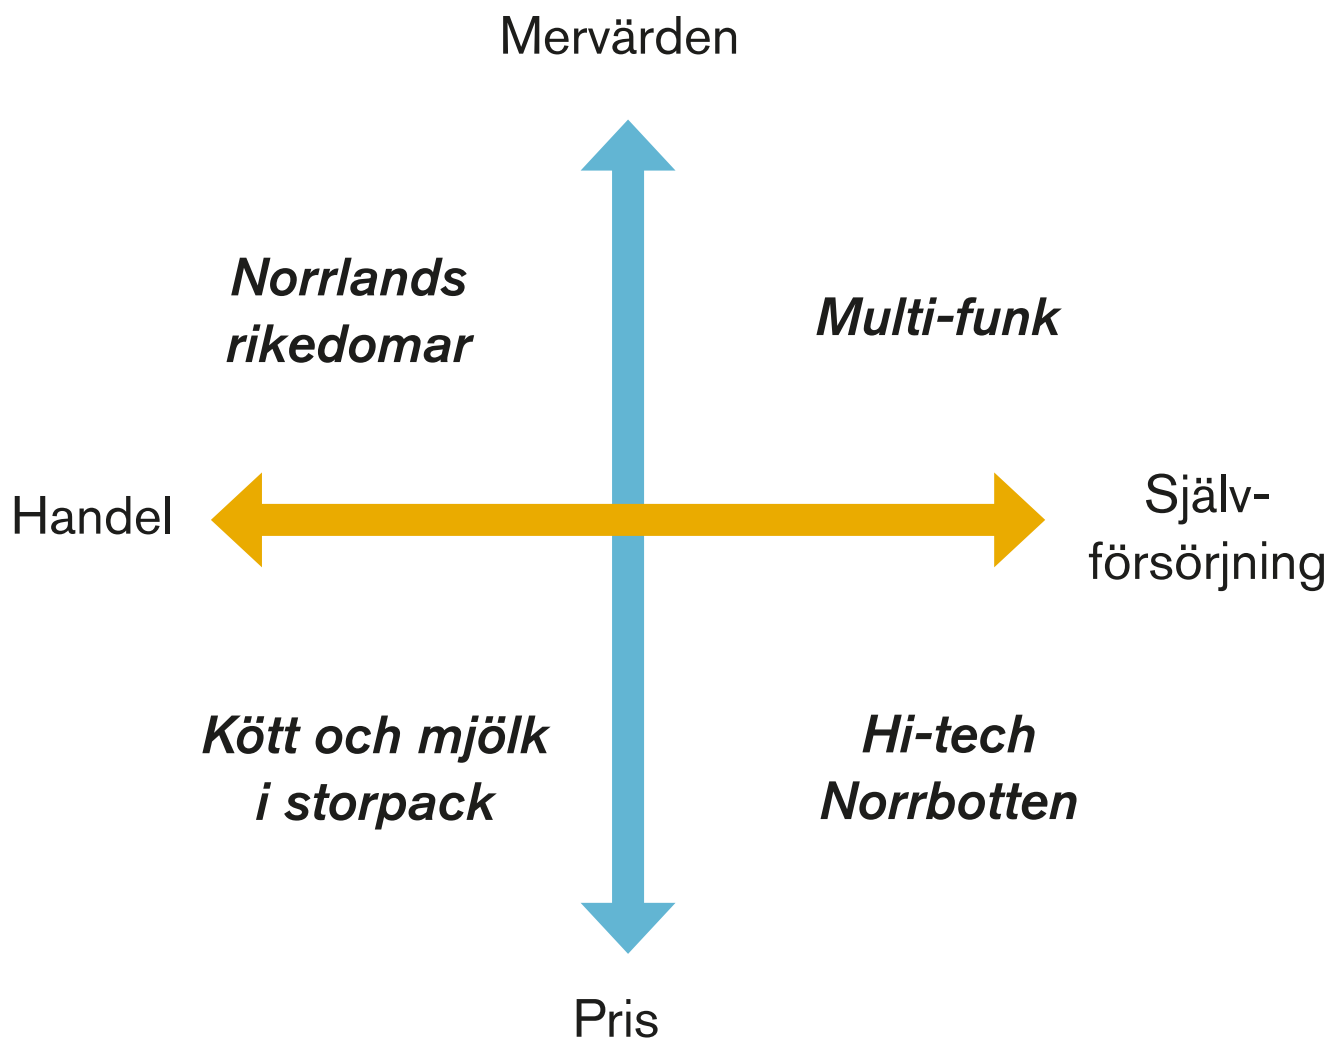 Mervärden
Norrlands
rikedomar
Multi-funk
Handel
Själv-
försörjning
Kött och mjölk
i storpack
Hi-tech
Norrbotten
Pris